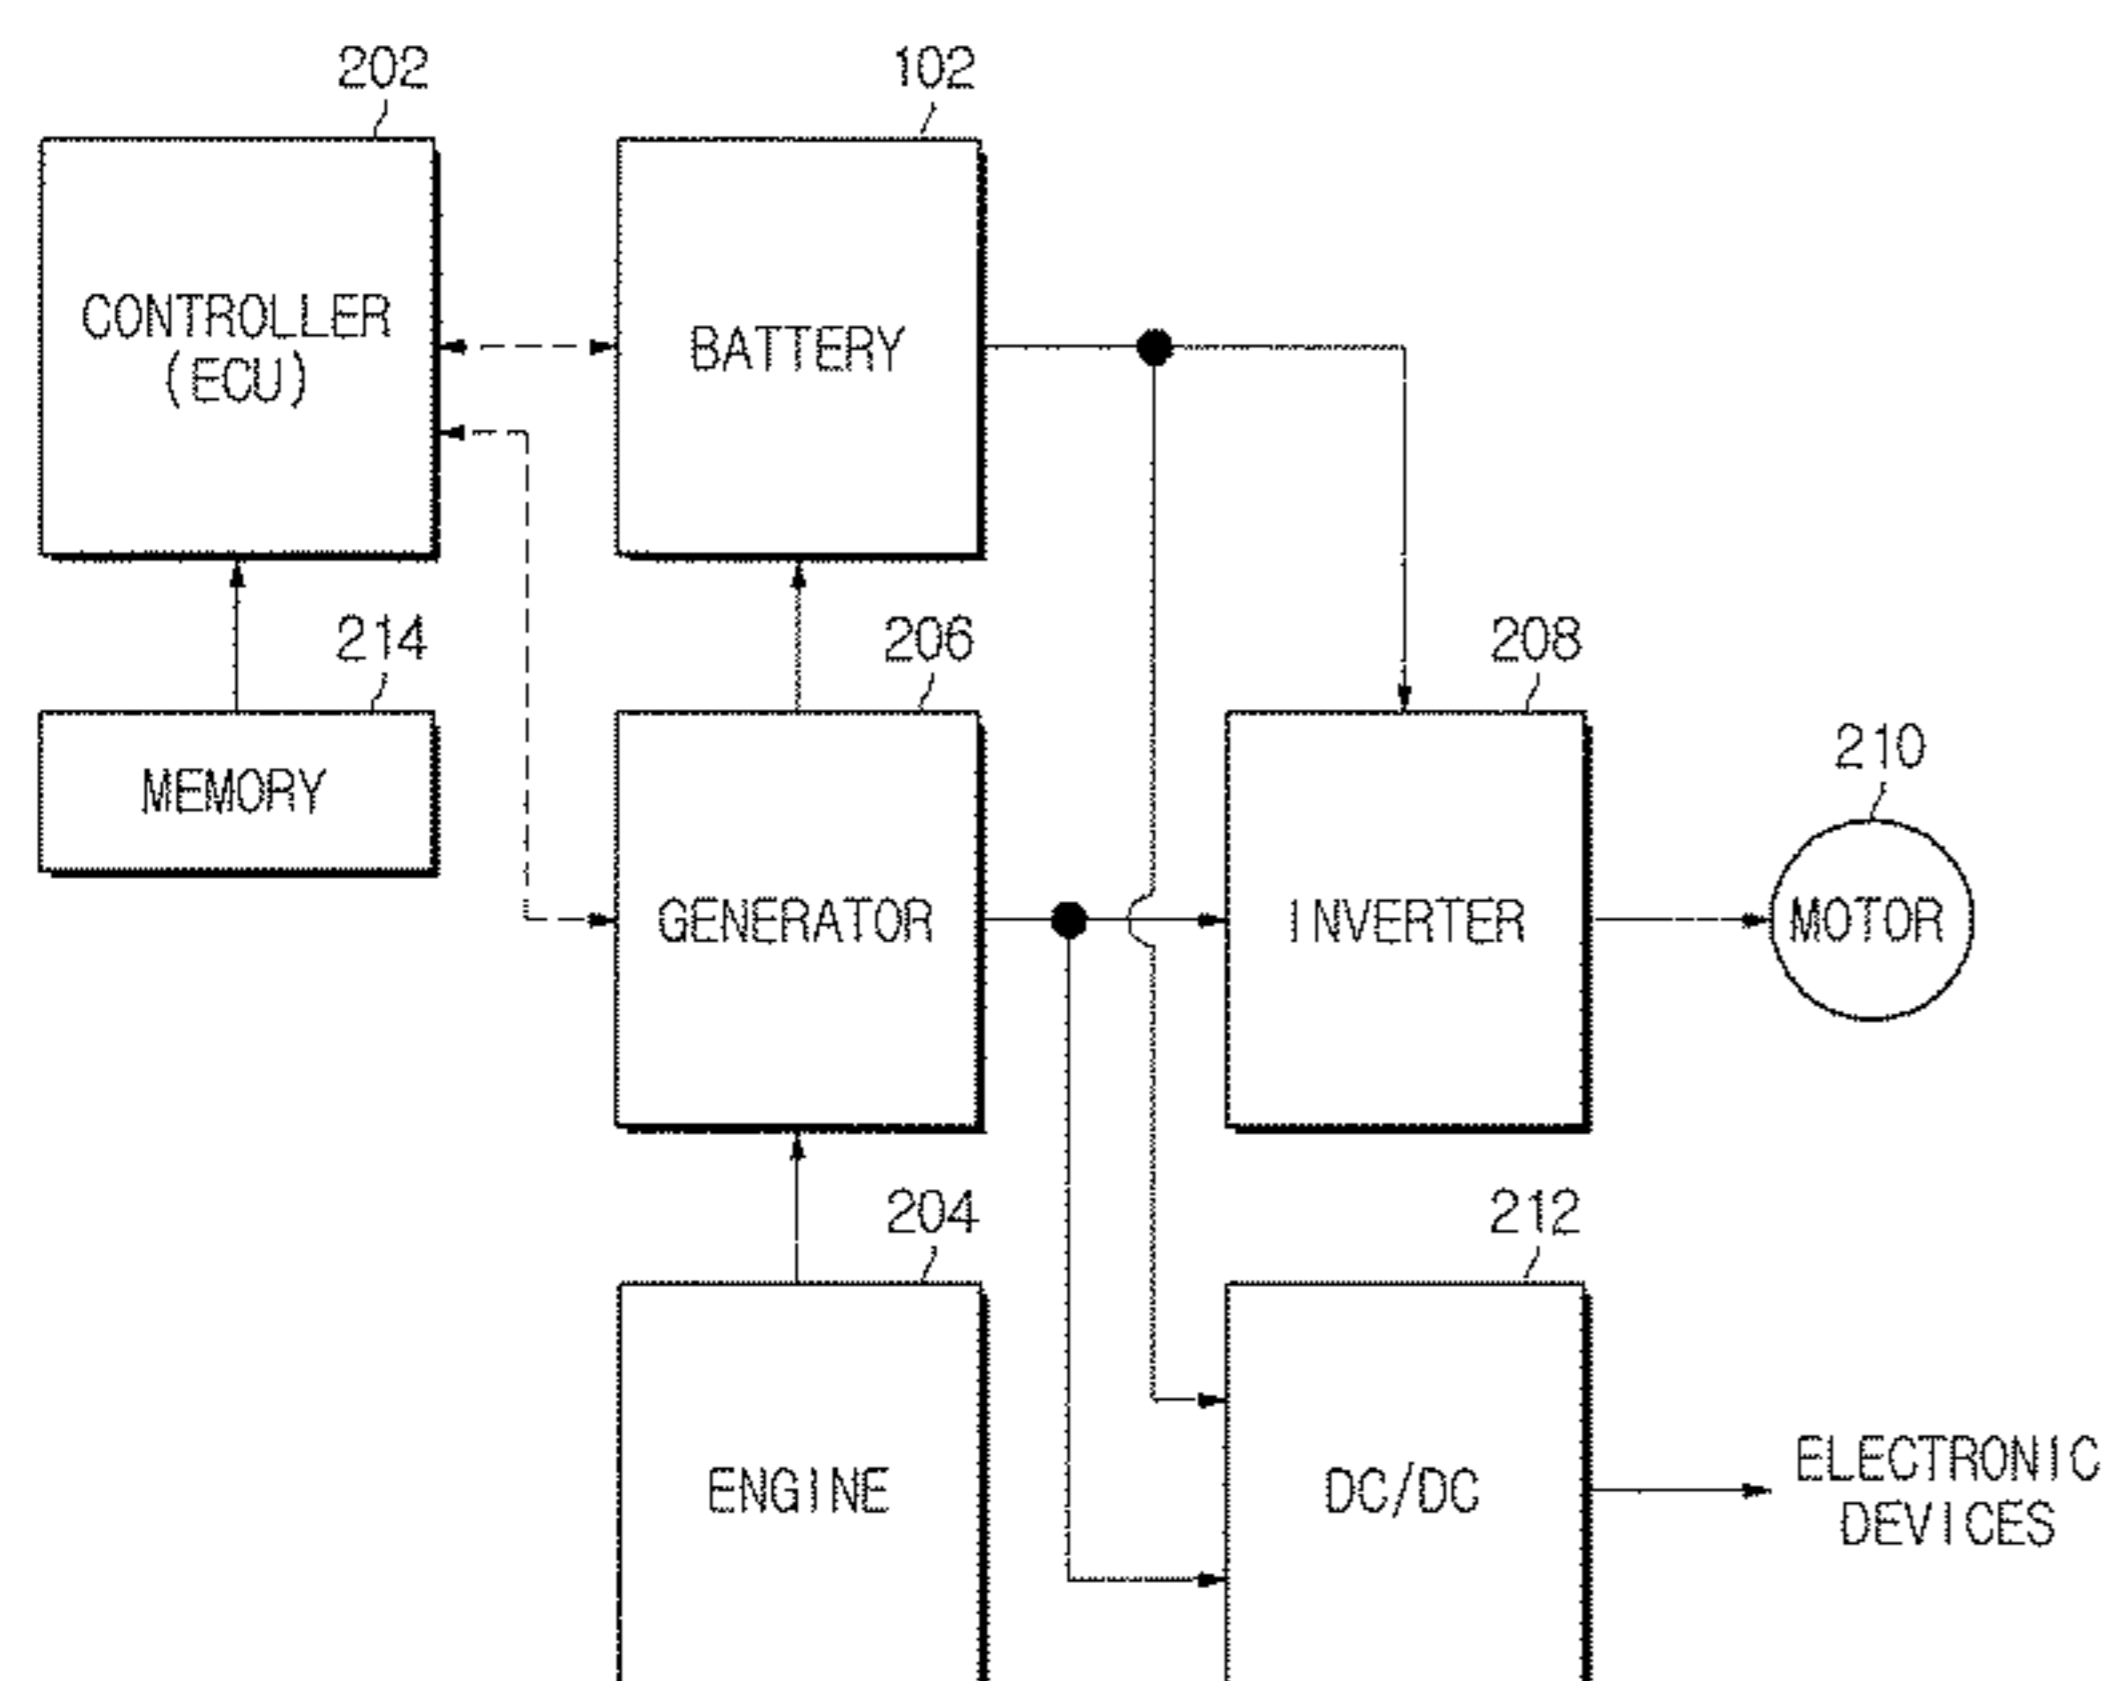 202
102
CONTROLLER
(ECU)
BATTERY
214
206
208
210
MEMORY
GENERATOR
INVERTER
MOTOR
204
212
ENGINE
DC/DC
ELECTRONIC
DEVICES